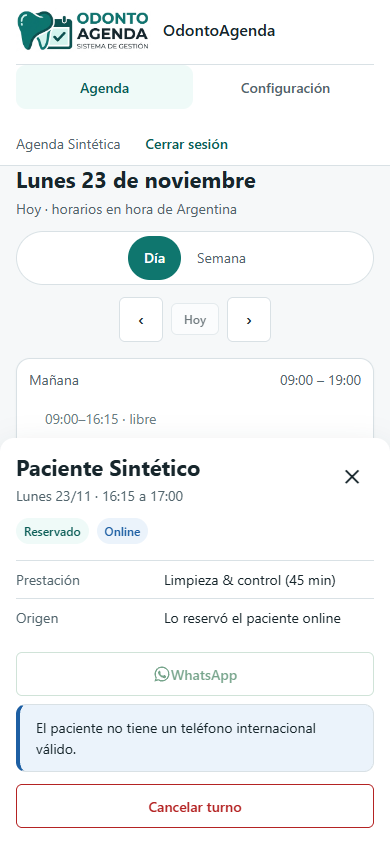 ODONTO
AGENDA
SISTEMA DE GESTIÓN
OdontoAgenda
Agenda
Configuración
Agenda Sintética
Cerrar sesión
Lunes 23 de noviembre
Hoy · horarios en hora de Argentina
Día
Semana
‹
Hoy
›
Mañana
09:00 – 19:00
09:00–16:15 · libre
Paciente Sintético
Lunes 23/11 · 16:15 a 17:00
Reservado
Online
Prestación
Limpieza & control (45 min)
Origen
Lo reservó el paciente online
WhatsApp
El paciente no tiene un teléfono internacional
válido.
Cancelar turno